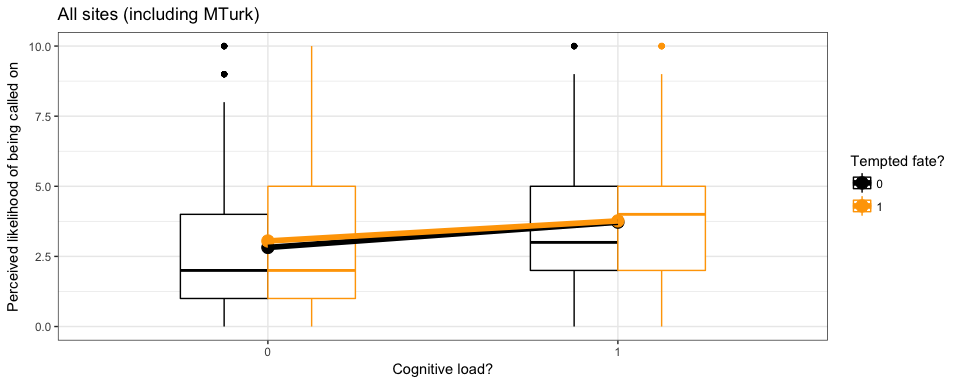 All sites (including MTurk)
Perceived likelihood of being called on
10.0
7.5
5.0
2.5
0.0
0
1
Cognitive load?
Tempted fate?
0
1